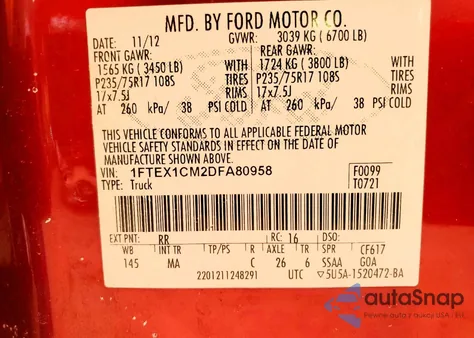 MFD. BY FORD MOTOR CO.
DATE: 11/12 GVWR: 3039 KG ( 6700 LB)
FRONT GAWR: REAR GAWR:
1565 KG ( 3450 LB) WITH 1724 KG ( 3800 LB) WITH
P235/75R17 108S TIRES P235/75R17 108S TIRES
17x7.5J RIMS 17x7.5J RIMS
AT 260 kPa/ 38 PSI COLD AT 260 kPa/ 38 PSI COLD
THIS VEHICLE CONFORMS TO ALL APPLICABLE FEDERAL MOTOR
VEHICLE SAFETY STANDARDS IN EFFECT ON THE DATE OF
MANUFACTURE SHOWN ABOVE.
VIN: 1FTEX1CM2DFA80958 F0099
TYPE: Truck T0721
EXT PNT: RR RC: 16 DSO:
WB INT TR TP/PS R AXLE TR SPR CF617
145 MA C 26 6 SSAA G0A
2201211248291 UTC 5U5A-1520472-BA
autoSnap
Pewne auto z aukcji USA